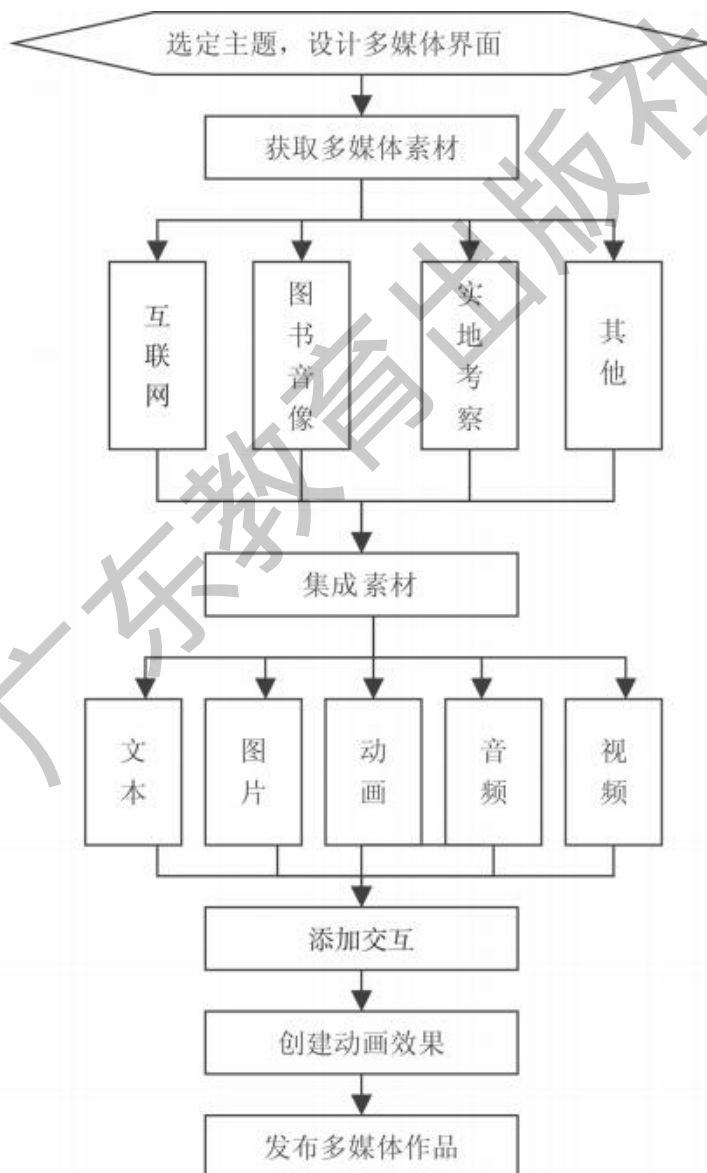 选定主题，设计多媒体界面
获取多媒体素材
互联网
图书音像
实地考察
其他
集成素材
文本
图片
动画
音频
视频
添加交互
创建动画效果
发布多媒体作品
广东教育出版社